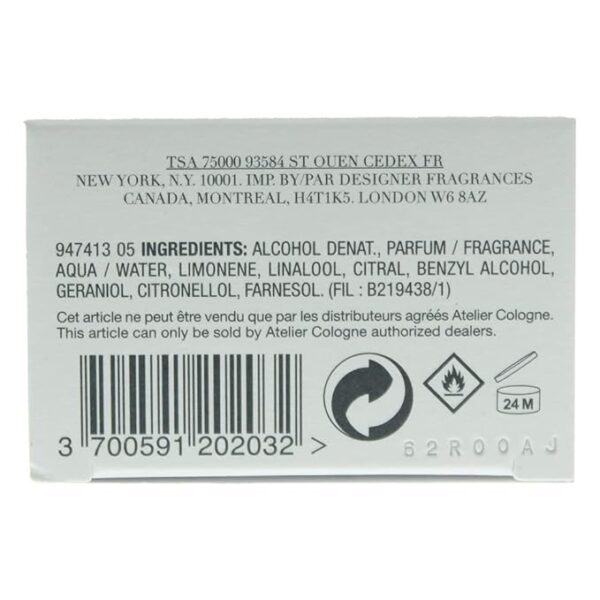 TSA 75000 93584 ST OUEN CEDEX FR
NEW YORK, N.Y. 10001. IMP. BY/PAR DESIGNER FRAGRANCES
CANADA, MONTREAL, H4T1K5. LONDON W6 8AZ
947413 05 INGREDIENTS: ALCOHOL DENAT., PARFUM / FRAGRANCE,
AQUA / WATER, LIMONENE, LINALOOL, CITRAL, BENZYL ALCOHOL,
GERANIOL, CITRONELLOL, FARNESOL. (FIL : B219438/1)
Cet article ne peut être vendu que par les distributeurs agréés Atelier Cologne.
This article can only be sold by Atelier Cologne authorized dealers.
24 M
3 700591 202032 >
62R00AJ